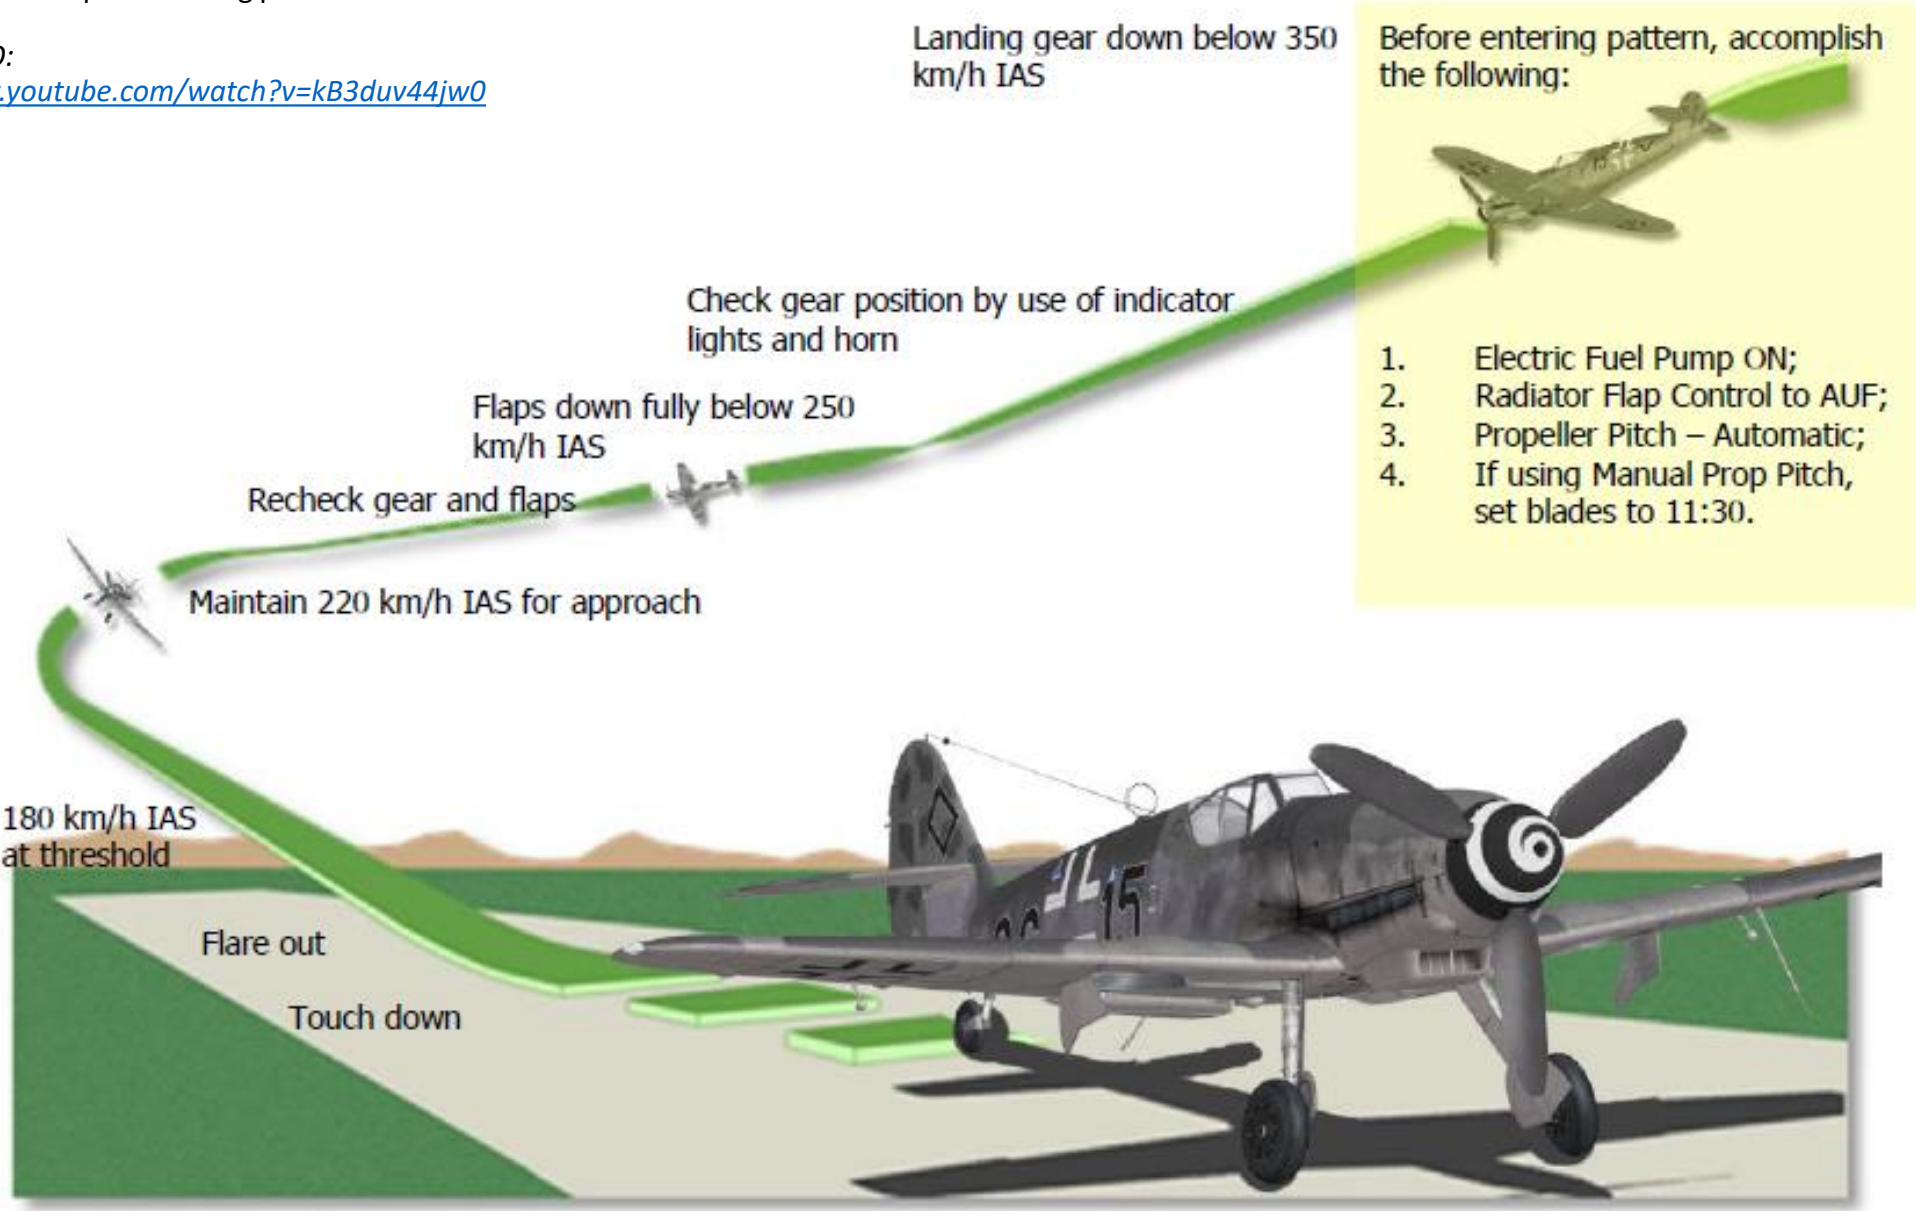 D:
.youtube.com/watch?v=kB3duv44jw0
Landing gear down below 350
km/h IAS
Before entering pattern, accomplish
the following:
Check gear position by use of indicator
lights and horn
1. Electric Fuel Pump ON;
2. Radiator Flap Control to AUF;
3. Propeller Pitch – Automatic;
4. If using Manual Prop Pitch,
set blades to 11:30.
Flaps down fully below 250
km/h IAS
Recheck gear and flaps
Maintain 220 km/h IAS for approach
180 km/h IAS
at threshold
Flare out
Touch down
15